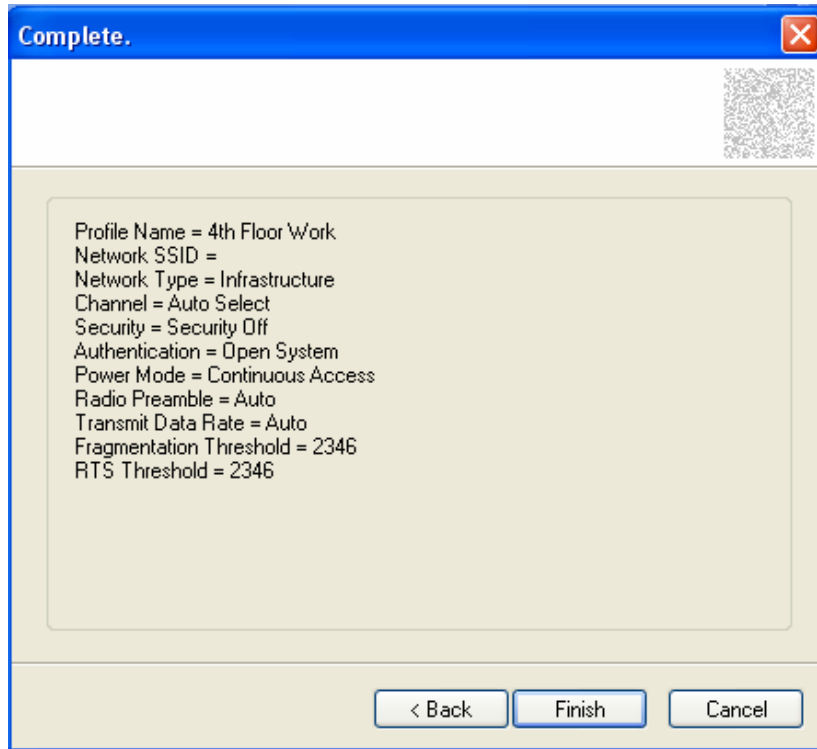 Complete.
Profile Name = 4th Floor Work
Network SSID =
Network Type = Infrastructure
Channel = Auto Select
Security = Security Off
Authentication = Open System
Power Mode = Continuous Access
Radio Preamble = Auto
Transmit Data Rate = Auto
Fragmentation Threshold = 2346
RTS Threshold = 2346
< Back Finish Cancel